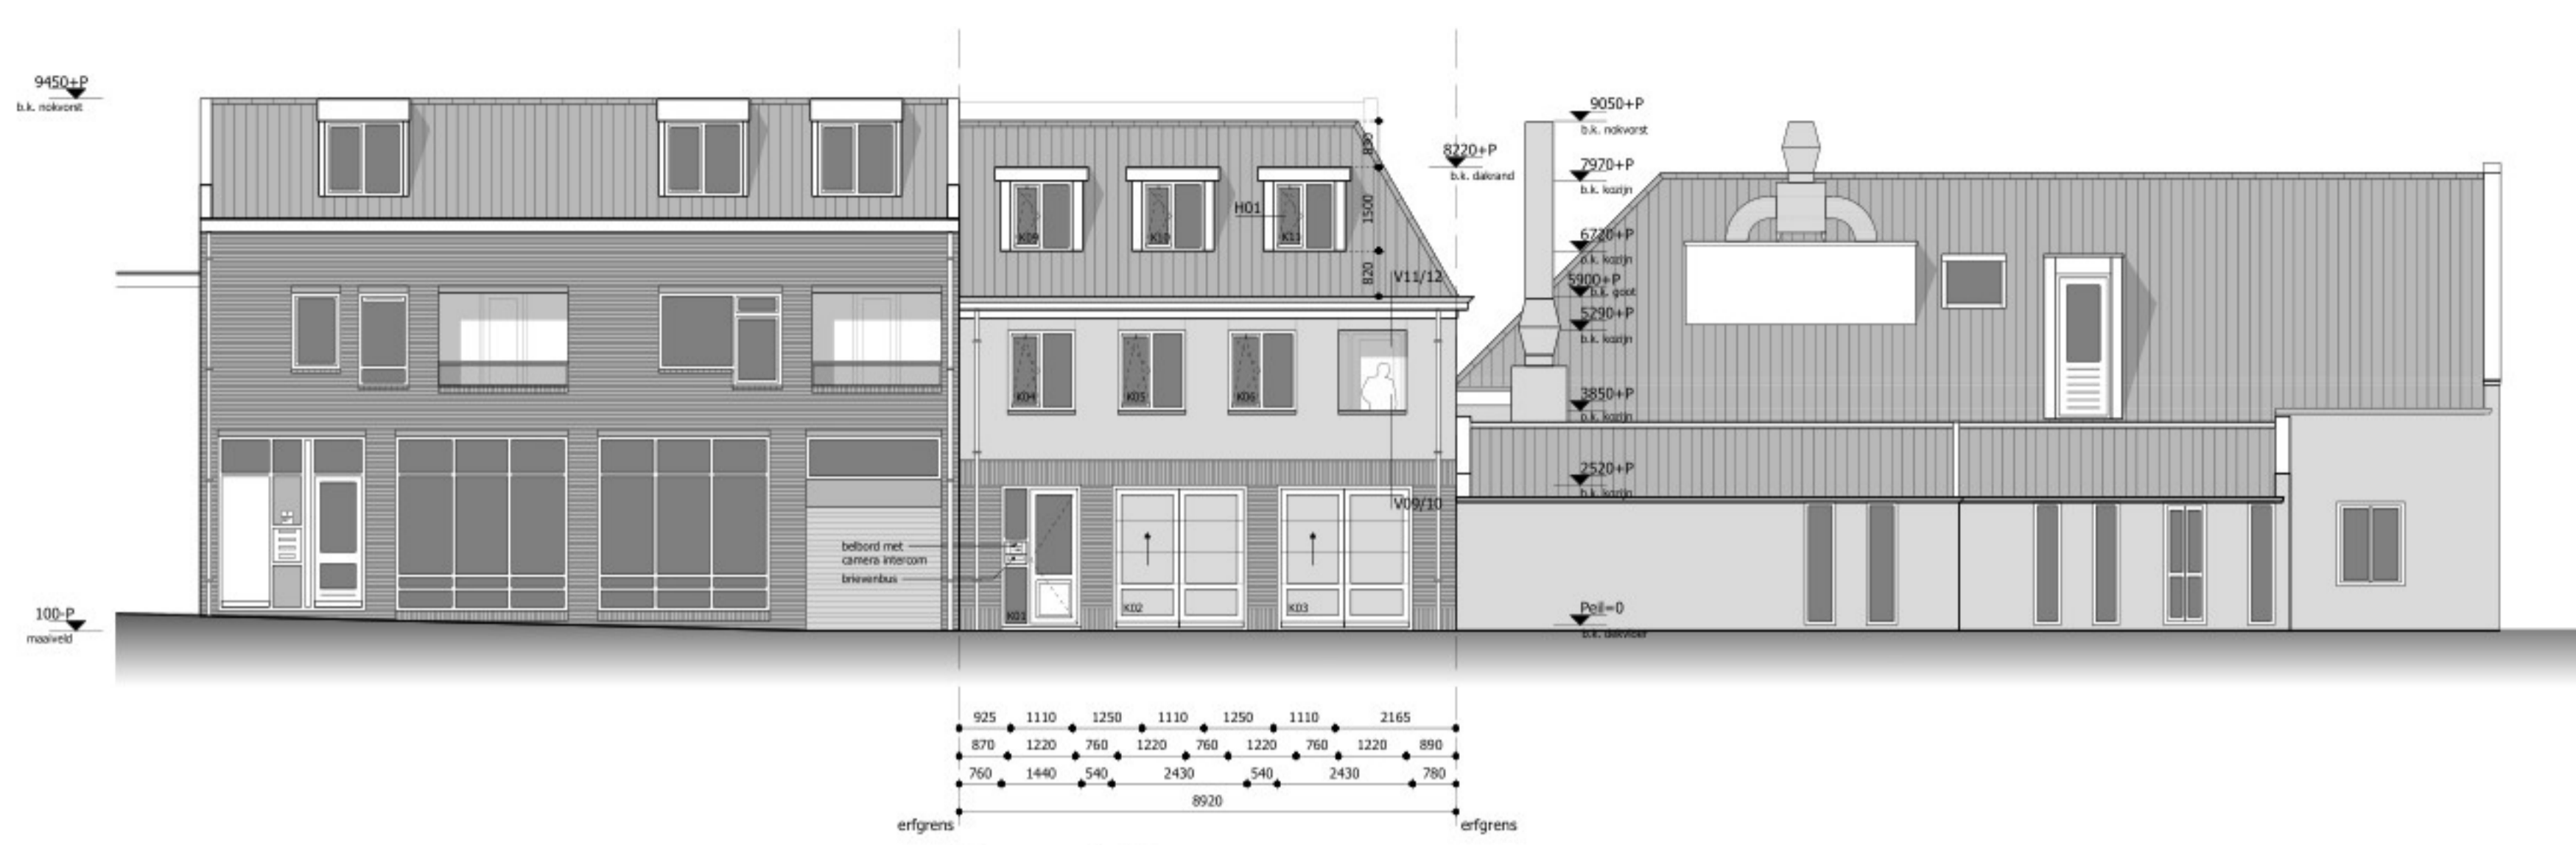 9450+P
b.k. nokvorst
100-P
maaiveld
K09
K10
K11
H01
830
1500
820
V11/12
8220+P
b.k. dakrand
9050+P
b.k. nokvorst
7970+P
b.k. kozijn
6720+P
b.k. kozijn
5900+P
b.k. goot
5290+P
b.k. kozijn
3850+P
b.k. kozijn
2520+P
b.k. kozijn
Peil=0
b.k. dekvloer
K04
K05
K06
V09/10
belbord met
camera intercom
brievenbus
K01
K02
K03
925 1110 1250 1110 1250 1110 2165
870 1220 760 1220 760 1220 760 1220 890
760 1440 540 2430 540 2430 780
8920
erfgrens
erfgrens